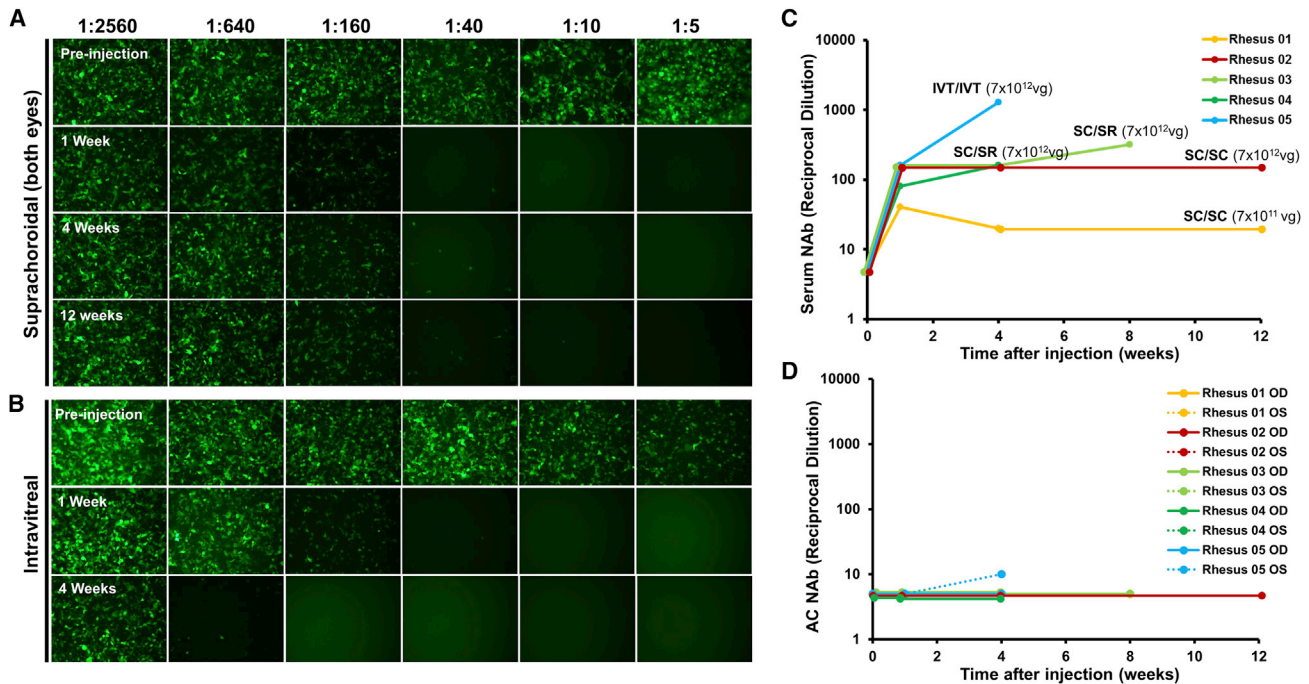 A
1:2560 1:640 1:160 1:40 1:10 1:5
Suprachoroidal (both eyes)
Pre-injection
1 Week
4 Weeks
12 weeks
B
Intravitreal
Pre-injection
1 Week
4 Weeks
C
Serum NAb (Reciprocal Dilution)
10000
1000
100
10
1
0 2 4 6 8 10 12
Time after injection (weeks)
Rhesus 01
Rhesus 02
Rhesus 03
Rhesus 04
Rhesus 05
IVT/IVT (7x10¹²vg)
SC/SR (7x10¹²vg)
SC/SR (7x10¹²vg)
SC/SC (7x10¹²vg)
SC/SC (7x10¹¹ vg)
D
AC NAb (Reciprocal Dilution)
10000
1000
100
10
1
0 2 4 6 8 10 12
Time after injection (weeks)
Rhesus 01 OD
Rhesus 01 OS
Rhesus 02 OD
Rhesus 02 OS
Rhesus 03 OD
Rhesus 03 OS
Rhesus 04 OD
Rhesus 04 OS
Rhesus 05 OD
Rhesus 05 OS